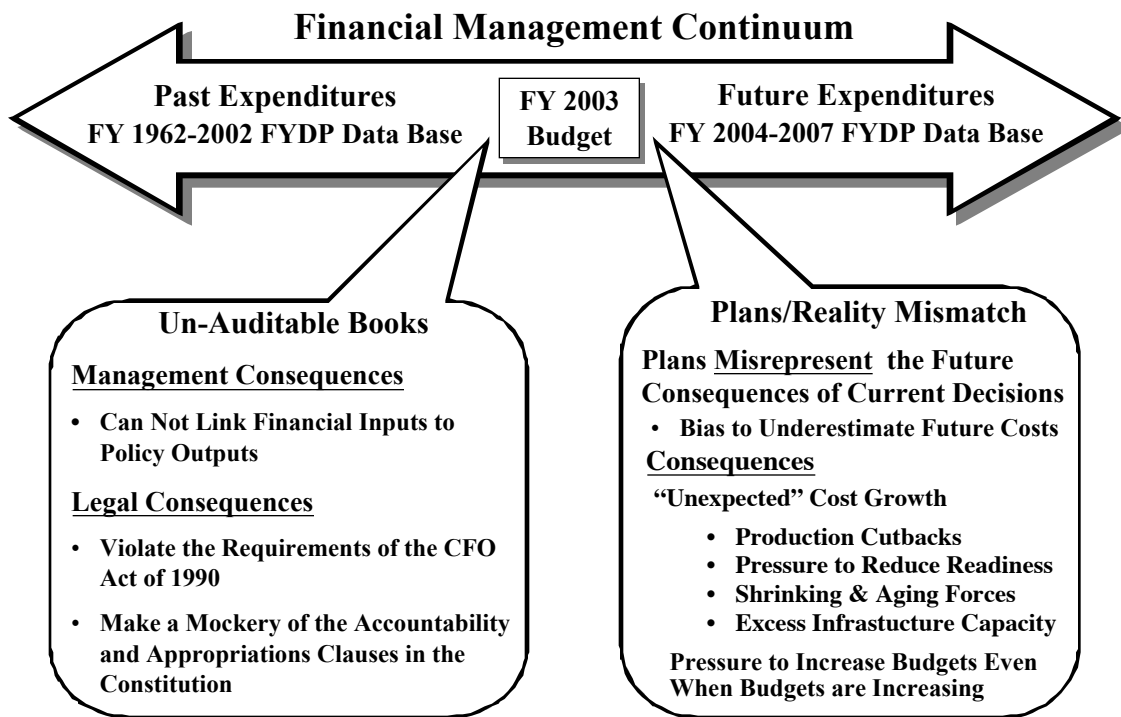 Financial Management Continuum
Past Expenditures
FY 1962-2002 FYDP Data Base
FY 2003
Budget
Future Expenditures
FY 2004-2007 FYDP Data Base
Un-Auditable Books
Management Consequences
• Can Not Link Financial Inputs to
Policy Outputs
Legal Consequences
• Violate the Requirements of the CFO
Act of 1990
• Make a Mockery of the Accountability
and Appropriations Clauses in the
Constitution
Plans/Reality Mismatch
Plans Misrepresent the Future
Consequences of Current Decisions
• Bias to Underestimate Future Costs
Consequences
“Unexpected” Cost Growth
• Production Cutbacks
• Pressure to Reduce Readiness
• Shrinking & Aging Forces
• Excess Infrastucture Capacity
Pressure to Increase Budgets Even
When Budgets are Increasing